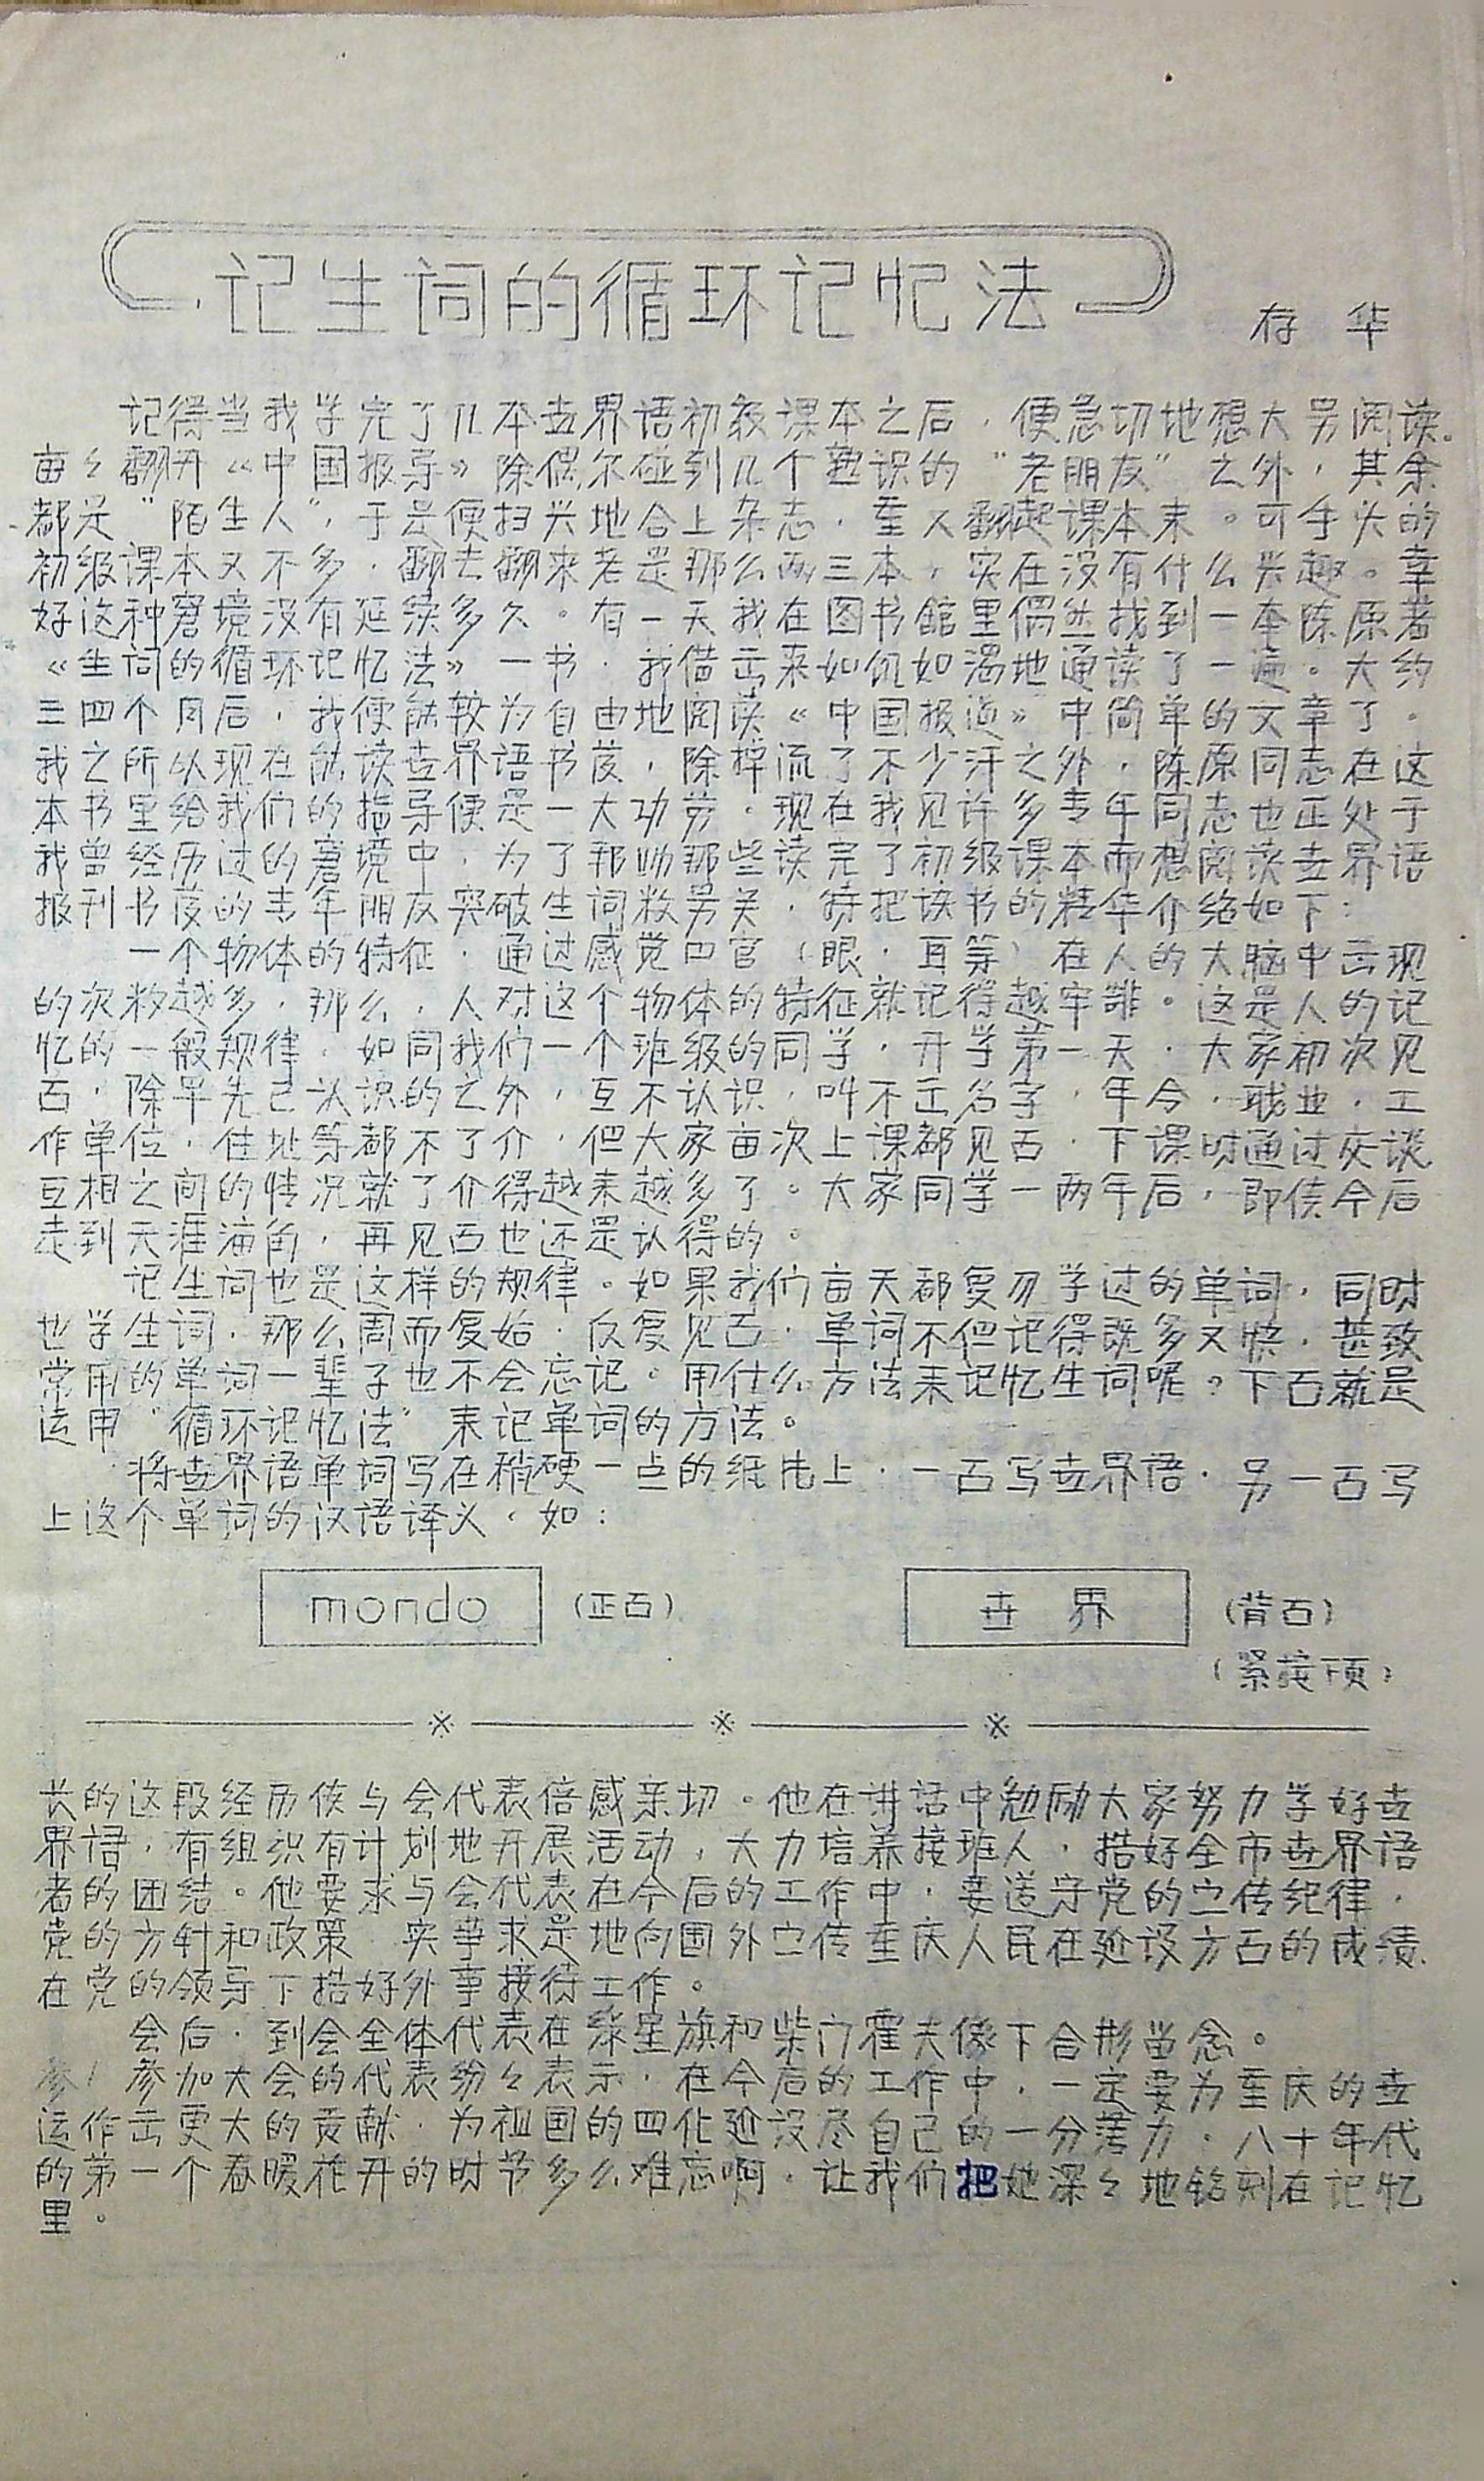 记生词的循环记忆法
存 华
记得当我学完了几本世界语初级课本之后，便急切地想大另阅读。
亩々翻开《中国报导》除偶尔碰到几个熟识的“老朋友”之外，其余
都是“陌生人”，于是便扫兴地合上杂志，重又翻起课本来。可手头的
初级课本又不多，翻去翻来老是那么两三本，实在没有什么兴趣。幸
好这种窘境没有延续多久。有一天我在图书馆里偶然找到一本陈原著
《生词的循环记忆法》一书，我借出来如饥如渴地通读了一遍。大约
三四个月后，我便能较为自由地阅读《中国报道》中简单的文章了。
我之所以现在能读世界语书友，除掉流了不少汗之外，陈原同志在这
本书里给我们的指导便是一大功劳。现在我见许多青年同志也正处于
我曾经历过的窘境中，为了帮助那些读完了初级课本而想阅读世界语
报刊书友的青年朋友突破生词数另关，特把该书的精华介绍如下：
一个物体的特征，通过感觉四官（眼、耳等）在人的大脑中出现
的次数越多，那么 人对这个物体的特征就记得越牢靠。这是人的记
忆的一般规律。如同我们一个班级的同学，开学第一天，大家初次见
面，除早先已认识的之外，互不认识，叫不出名字，年令，职业，工
作单位，住址等都不了介，但大家亩次上课都见面，下课时通过交谈
互相之间的情况就了介得越来越多了。大家同学一两年后，即使今后
走到天涯海角，再见面也还是认得的。
记生词也是这样的规律。如果我们亩天都复习学过的单词，同时
也学生词，那么周而复始，反复见面，单词不但记得既多又快，甚致
常用的单词一辈子也不会忘记。用什么方法来记忆生词呢？下面就是
运用“循环记忆法”来记单词的方法。
将世界语单词写在稍硬一点的纸片上，一面写世界语，另一面写
上这个单词的汉语译义，如：
mondo （正面） 世界 （背面）
（紧接下页）
长的这段经历使与会代表倍感亲切。他在讲话中勉励大家努力学好世
界语，有组织有计划地开展活动，大力培养接班人，搞好全市世界语
者的团结。他要求与会代表在今后的工作中，要遵守党的宣传纪律，
党的方针和政策 实事求是地向国外宣传重庆人民在建设方面的成绩，
在党的领导下搞好外事接待工作。
会后，到会全体代表在绿星旗和柴门霍夫像下合影留念。
参加大会的代表纷々表示，在今后的工作中，一定要为重庆的世
运作出更大的贡献，为祖国的四化建设尽自己的一分薄力，八十年代
的第一个春暖花开的时节多么难忘啊，让我们把她深々地铭刻在记忆
里。